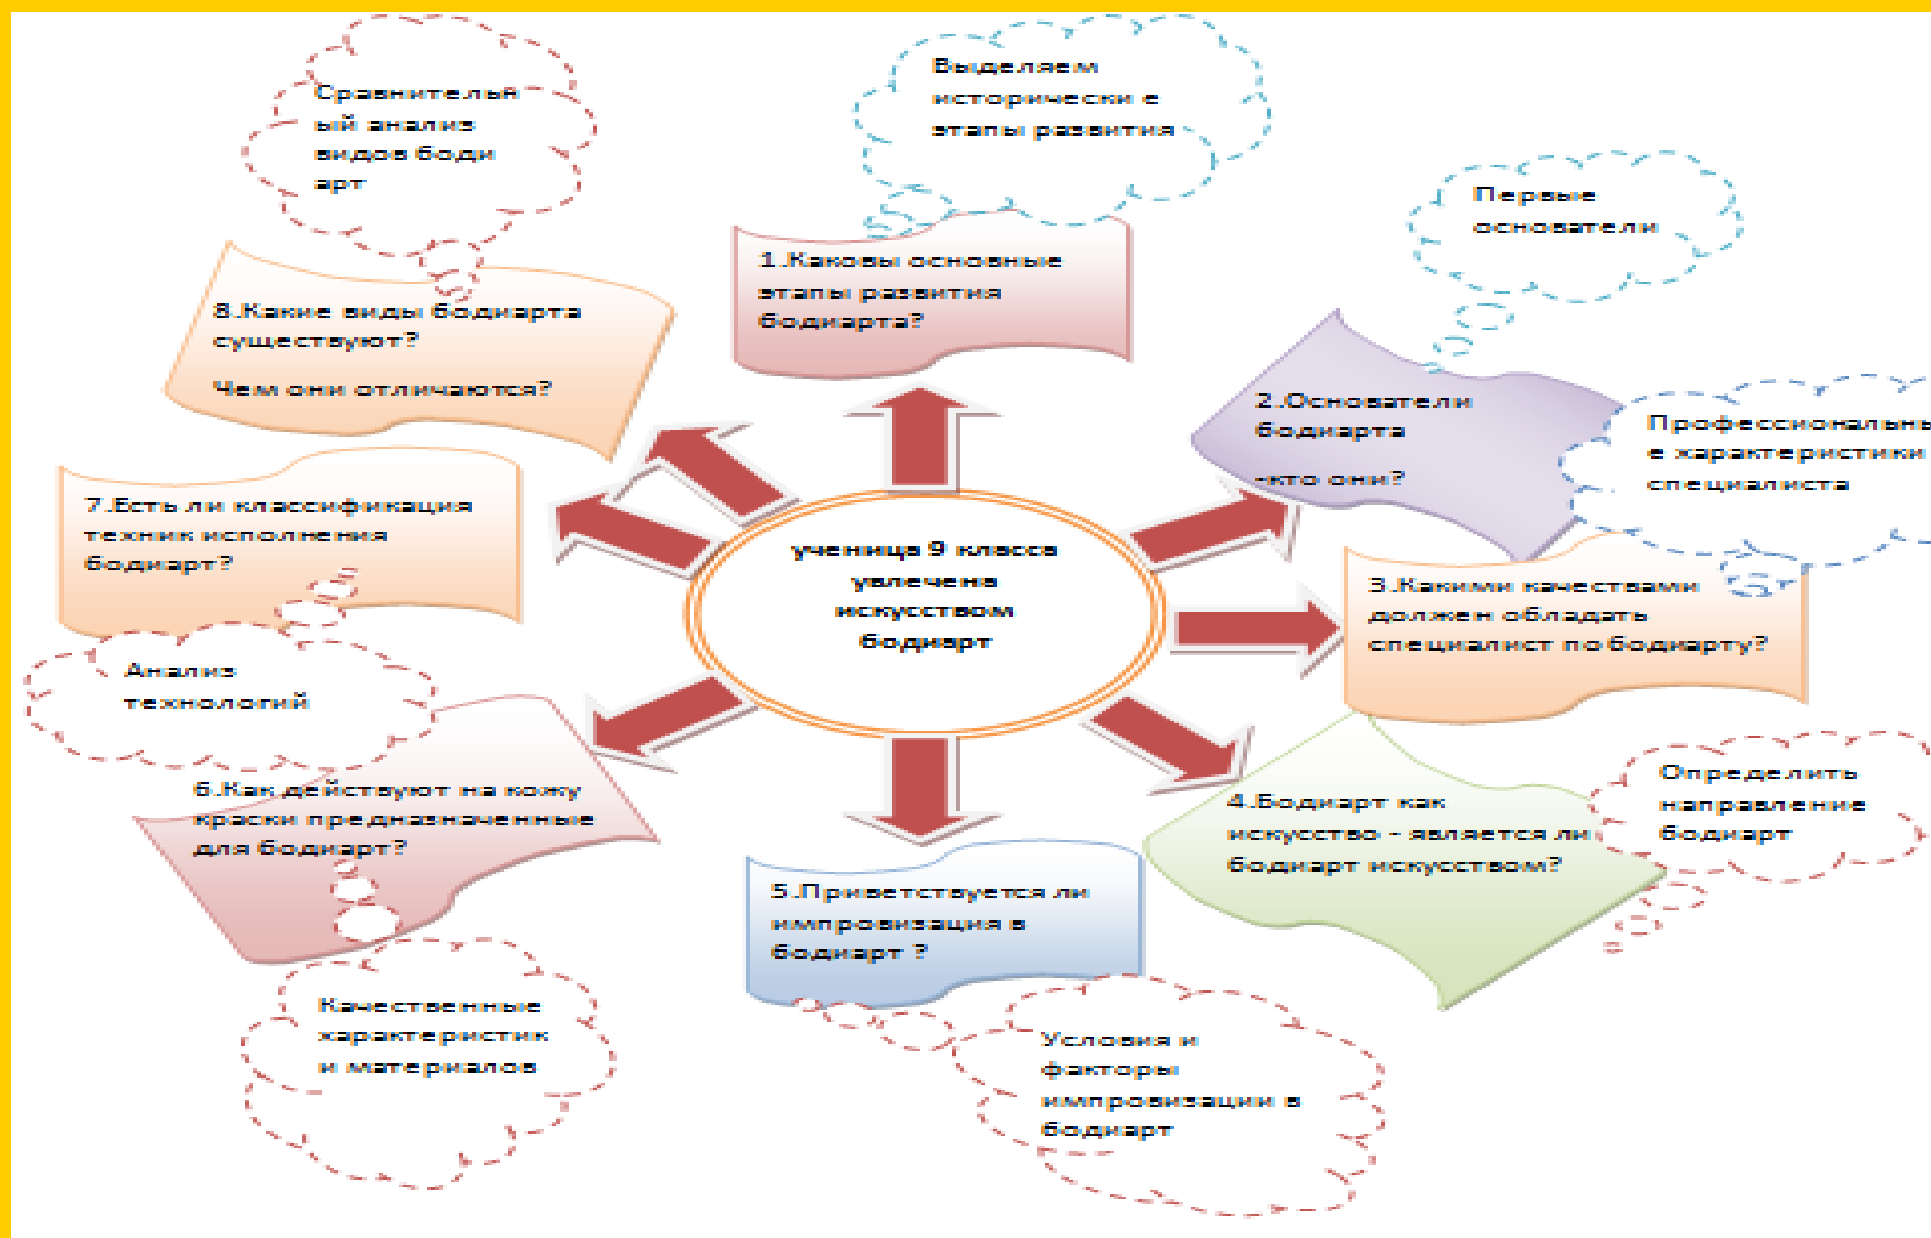 Сравнительн
ый анализ
видов боди
арт
Выделяем
исторически е
этапы развития
Первые
основатели
1.Каковы основные
этапы развития
бодиарта?
8.Какие виды бодиарта
существуют?
Чем они отличаются?
2.Основатели
бодиарта
-кто они?
Профессиональны
е характеристики
специалиста
7.Есть ли классификация
техник исполнения
бодиарт?
ученица 9 класса
увлечена
искусством
бодиарт
3.Какими качествами
должен обладать
специалист по бодиарту?
Анализ
технологий
6.Как действуют на кожу
краски предназначенные
для бодиарт?
4.Бодиарт как
искусство - является ли
бодиарт искусством?
Определить
направление
бодиарт
5.Приветствуется ли
импровизация в
бодиарт ?
Качественные
характеристик
и материалов
Условия и
факторы
импровизации в
бодиарт